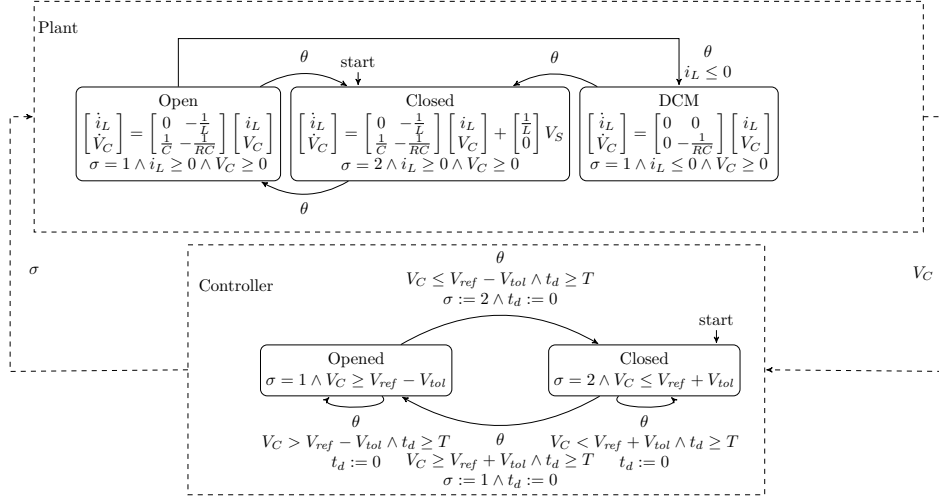 Plant
θ
start
θ
θ
i_L ≤ 0
Open
[i̇_L; V̇_C] = [0 −1/L; 1/C −1/RC] [i_L; V_C]
σ = 1 ∧ i_L ≥ 0 ∧ V_C ≥ 0
Closed
[i̇_L; V̇_C] = [0 −1/L; 1/C −1/RC] [i_L; V_C] + [1/L; 0] V_S
σ = 2 ∧ i_L ≥ 0 ∧ V_C ≥ 0
DCM
[i̇_L; V̇_C] = [0 0; 0 −1/RC] [i_L; V_C]
σ = 1 ∧ i_L ≤ 0 ∧ V_C ≥ 0
θ
σ
V_C
Controller
θ
V_C ≤ V_ref − V_tol ∧ t_d ≥ T
σ := 2 ∧ t_d := 0
start
Opened
σ = 1 ∧ V_C ≥ V_ref − V_tol
Closed
σ = 2 ∧ V_C ≤ V_ref + V_tol
θ
V_C > V_ref − V_tol ∧ t_d ≥ T
t_d := 0
θ
V_C ≥ V_ref + V_tol ∧ t_d ≥ T
σ := 1 ∧ t_d := 0
θ
V_C < V_ref + V_tol ∧ t_d ≥ T
t_d := 0